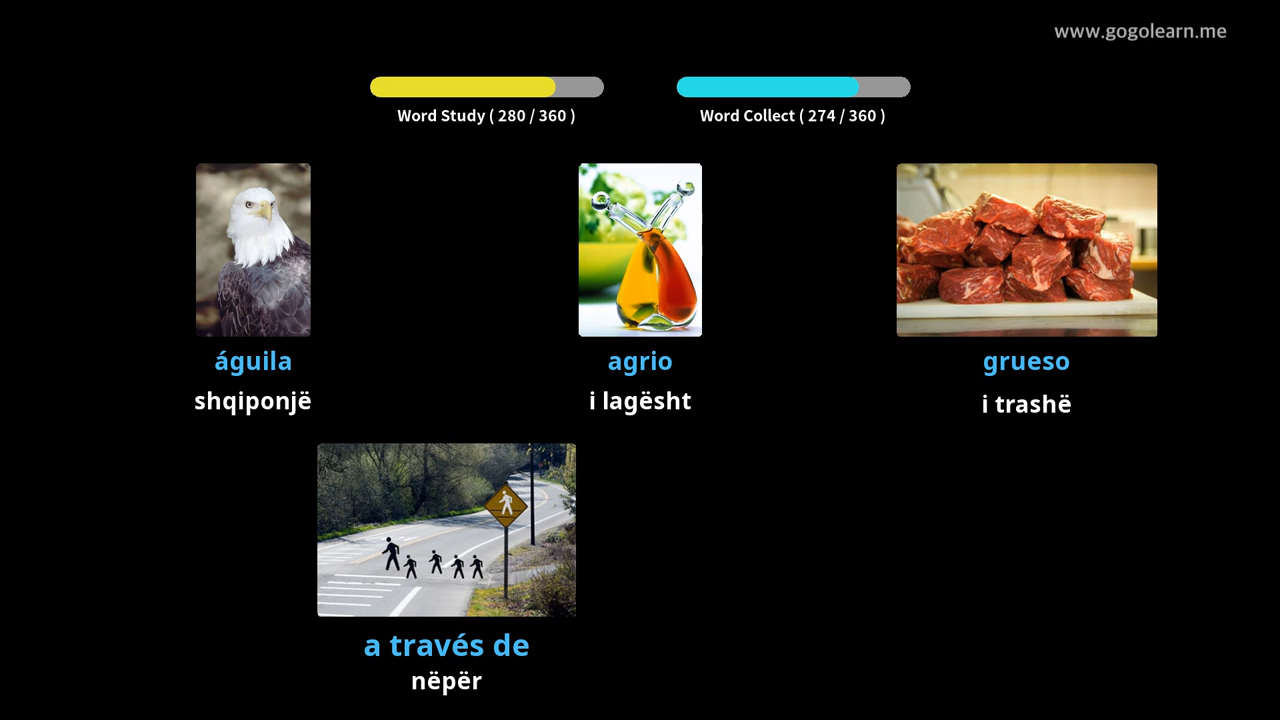 www.gogolearn.me
Word Study ( 280 / 360 )
Word Collect ( 274 / 360 )
águila
agrio
grueso
shqiponjë
i lagësht
i trashë
a través de
nëpër